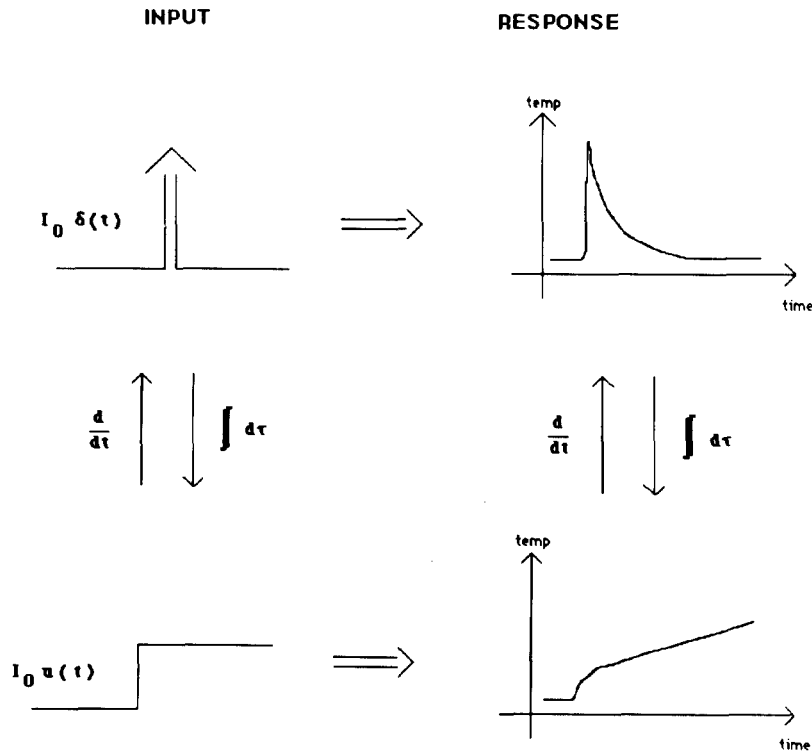 INPUT
RESPONSE
temp
I₀ δ(t)
time
d
dt
∫ dτ
d
dt
∫ dτ
temp
I₀ u(t)
time